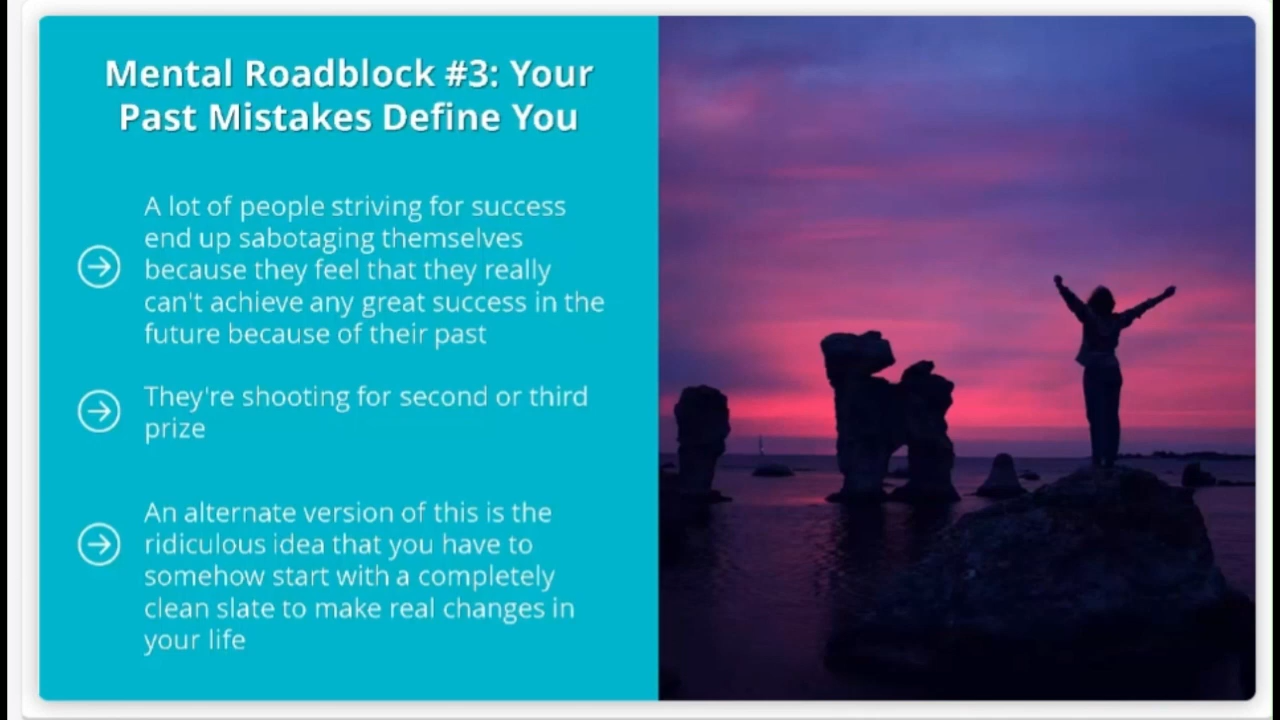 Mental Roadblock #3: Your
Past Mistakes Define You
A lot of people striving for success
end up sabotaging themselves
because they feel that they really
can't achieve any great success in the
future because of their past
They're shooting for second or third
prize
An alternate version of this is the
ridiculous idea that you have to
somehow start with a completely
clean slate to make real changes in
your life